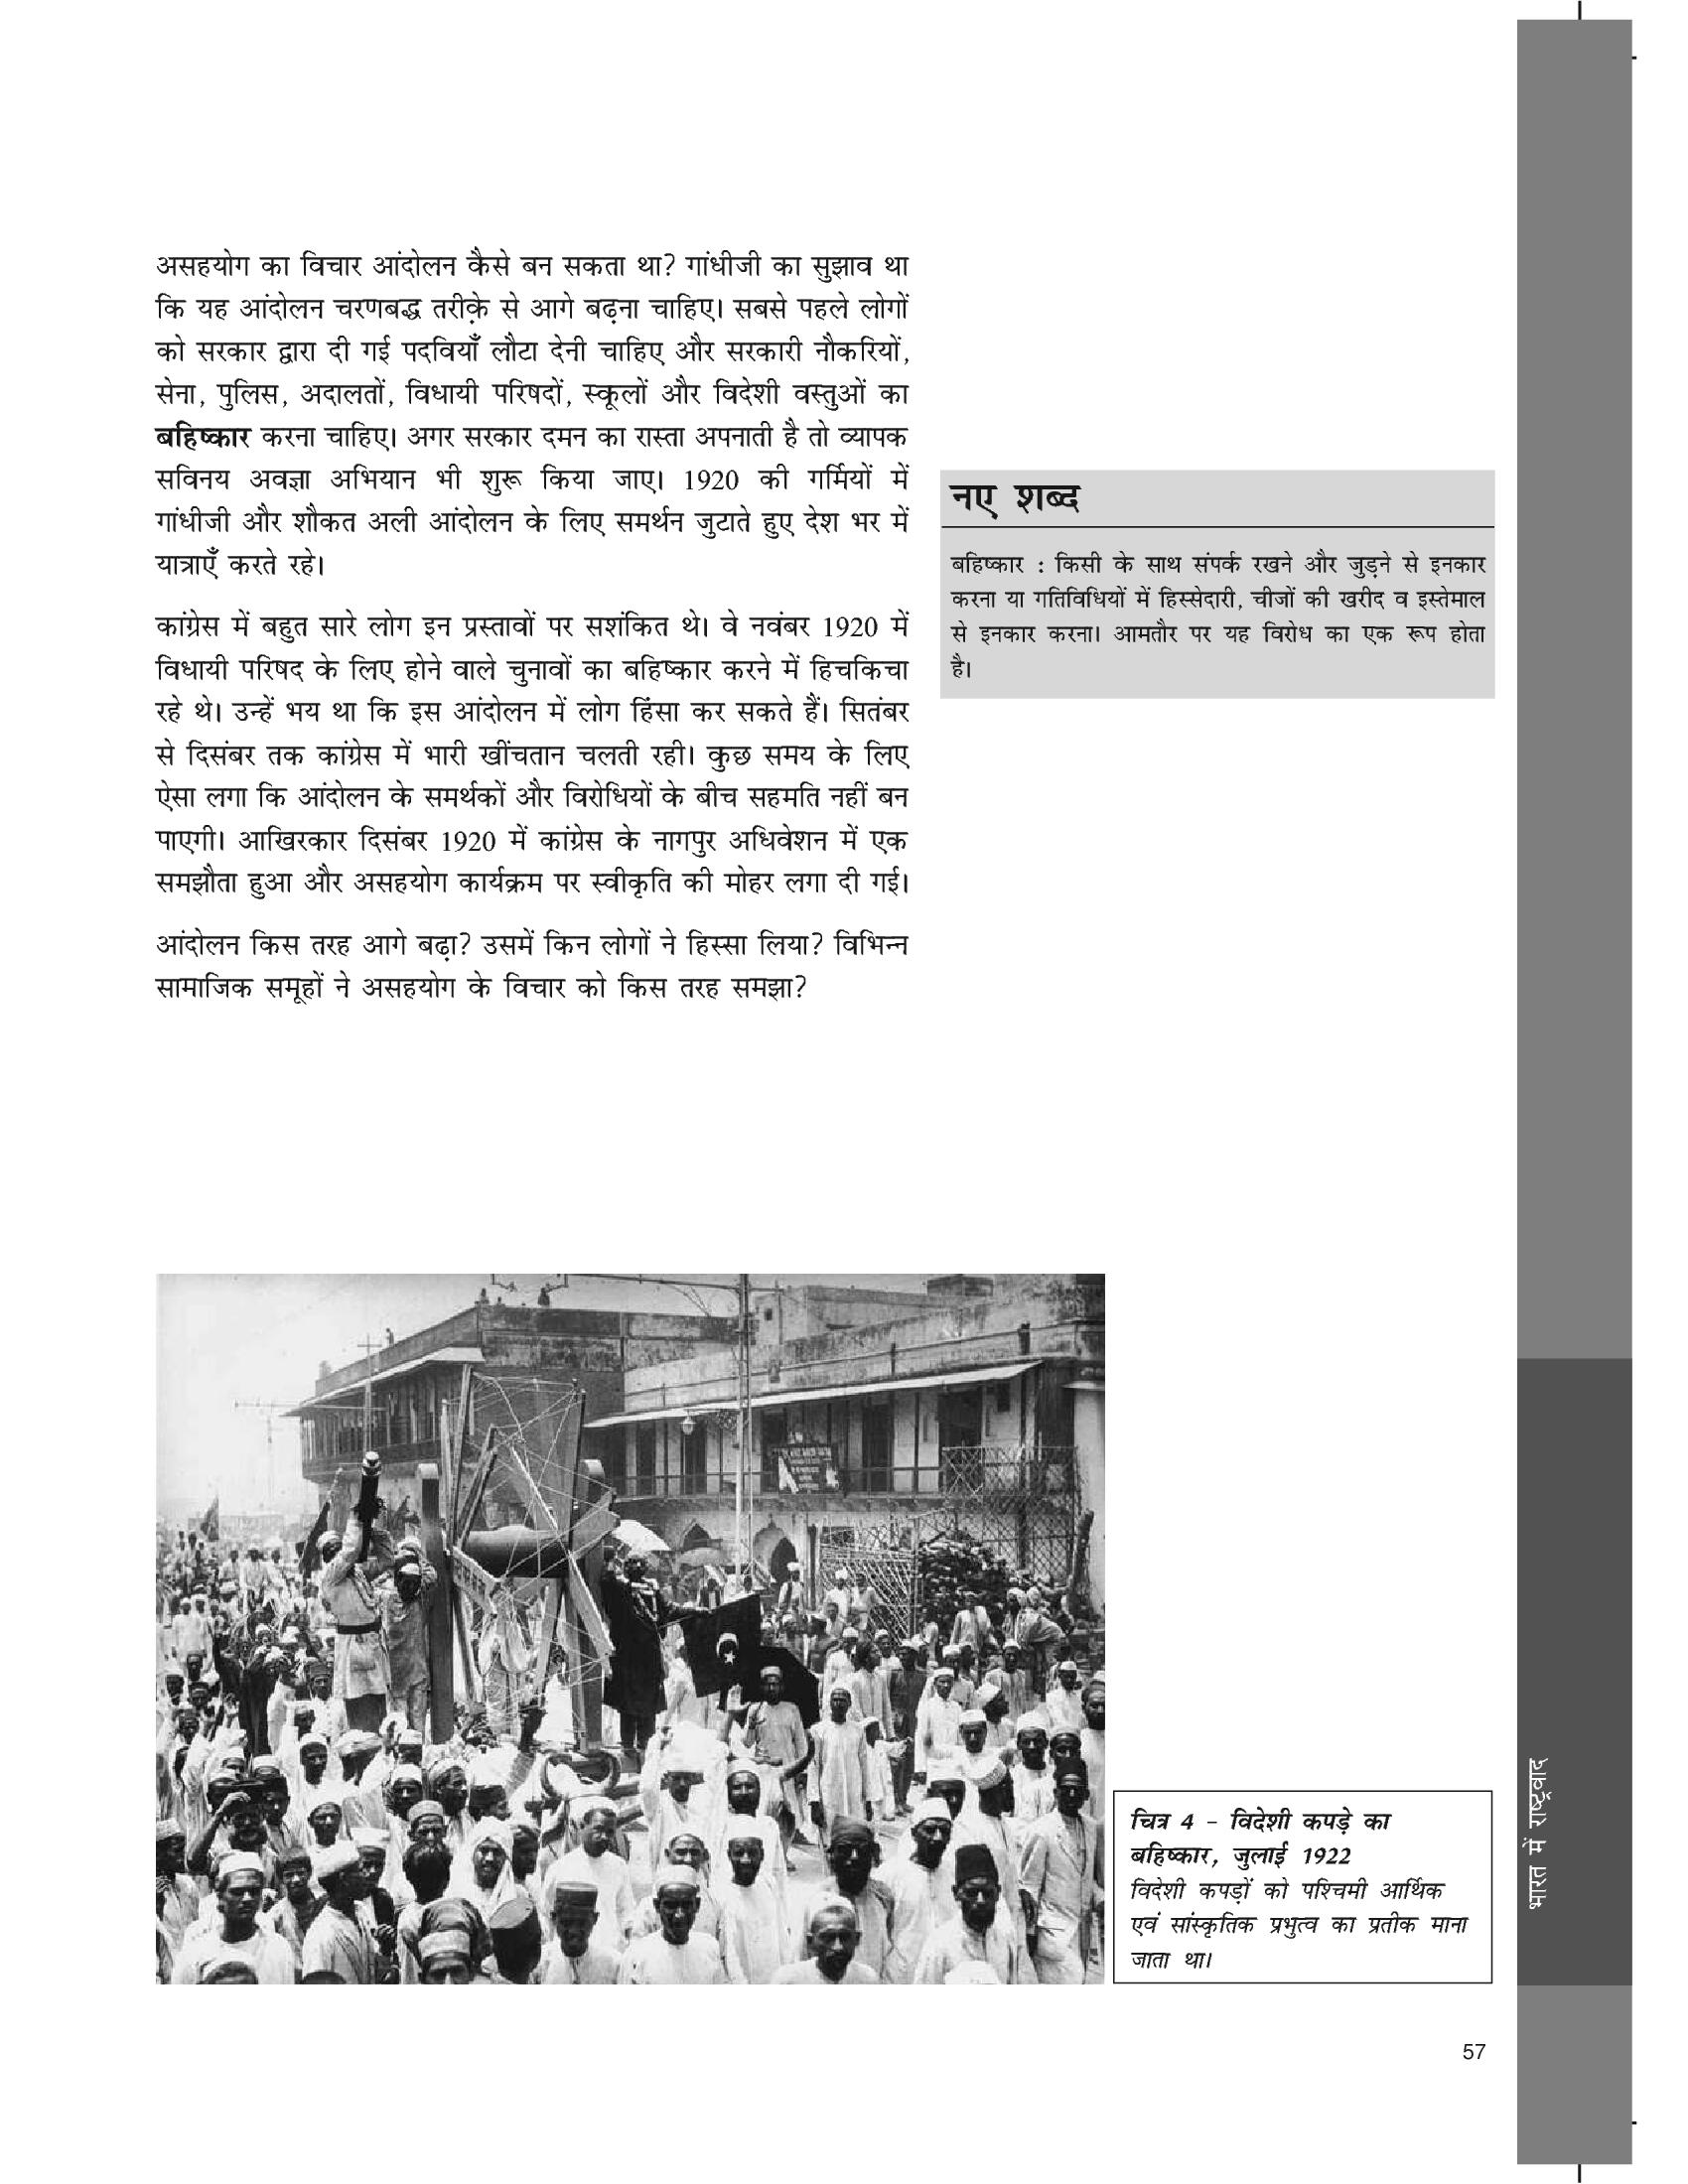 असहयोग का विचार आंदोलन कैसे बन सकता था? गांधीजी का सुझाव था
कि यह आंदोलन चरणबद्ध तरीक़े से आगे बढ़ना चाहिए। सबसे पहले लोगों
को सरकार द्वारा दी गई पदवियाँ लौटा देनी चाहिए और सरकारी नौकरियों,
सेना, पुलिस, अदालतों, विधायी परिषदों, स्कूलों और विदेशी वस्तुओं का
बहिष्कार करना चाहिए। अगर सरकार दमन का रास्ता अपनाती है तो व्यापक
सविनय अवज्ञा अभियान भी शुरू किया जाए। 1920 की गर्मियों में
गांधीजी और शौकत अली आंदोलन के लिए समर्थन जुटाते हुए देश भर में
यात्राएँ करते रहे।
कांग्रेस में बहुत सारे लोग इन प्रस्तावों पर सशंकित थे। वे नवंबर 1920 में
विधायी परिषद के लिए होने वाले चुनावों का बहिष्कार करने में हिचकिचा
रहे थे। उन्हें भय था कि इस आंदोलन में लोग हिंसा कर सकते हैं। सितंबर
से दिसंबर तक कांग्रेस में भारी खींचतान चलती रही। कुछ समय के लिए
ऐसा लगा कि आंदोलन के समर्थकों और विरोधियों के बीच सहमति नहीं बन
पाएगी। आखिरकार दिसंबर 1920 में कांग्रेस के नागपुर अधिवेशन में एक
समझौता हुआ और असहयोग कार्यक्रम पर स्वीकृति की मोहर लगा दी गई।
आंदोलन किस तरह आगे बढ़ा? उसमें किन लोगों ने हिस्सा लिया? विभिन्न
सामाजिक समूहों ने असहयोग के विचार को किस तरह समझा?
नए शब्द
बहिष्कार : किसी के साथ संपर्क रखने और जुड़ने से इनकार
करना या गतिविधियों में हिस्सेदारी, चीजों की खरीद व इस्तेमाल
से इनकार करना। आमतौर पर यह विरोध का एक रूप होता
है।
चित्र 4 – विदेशी कपड़े का
बहिष्कार, जुलाई 1922
विदेशी कपड़ों को पश्चिमी आर्थिक
एवं सांस्कृतिक प्रभुत्व का प्रतीक माना
जाता था।
भारत में राष्ट्रवाद
57